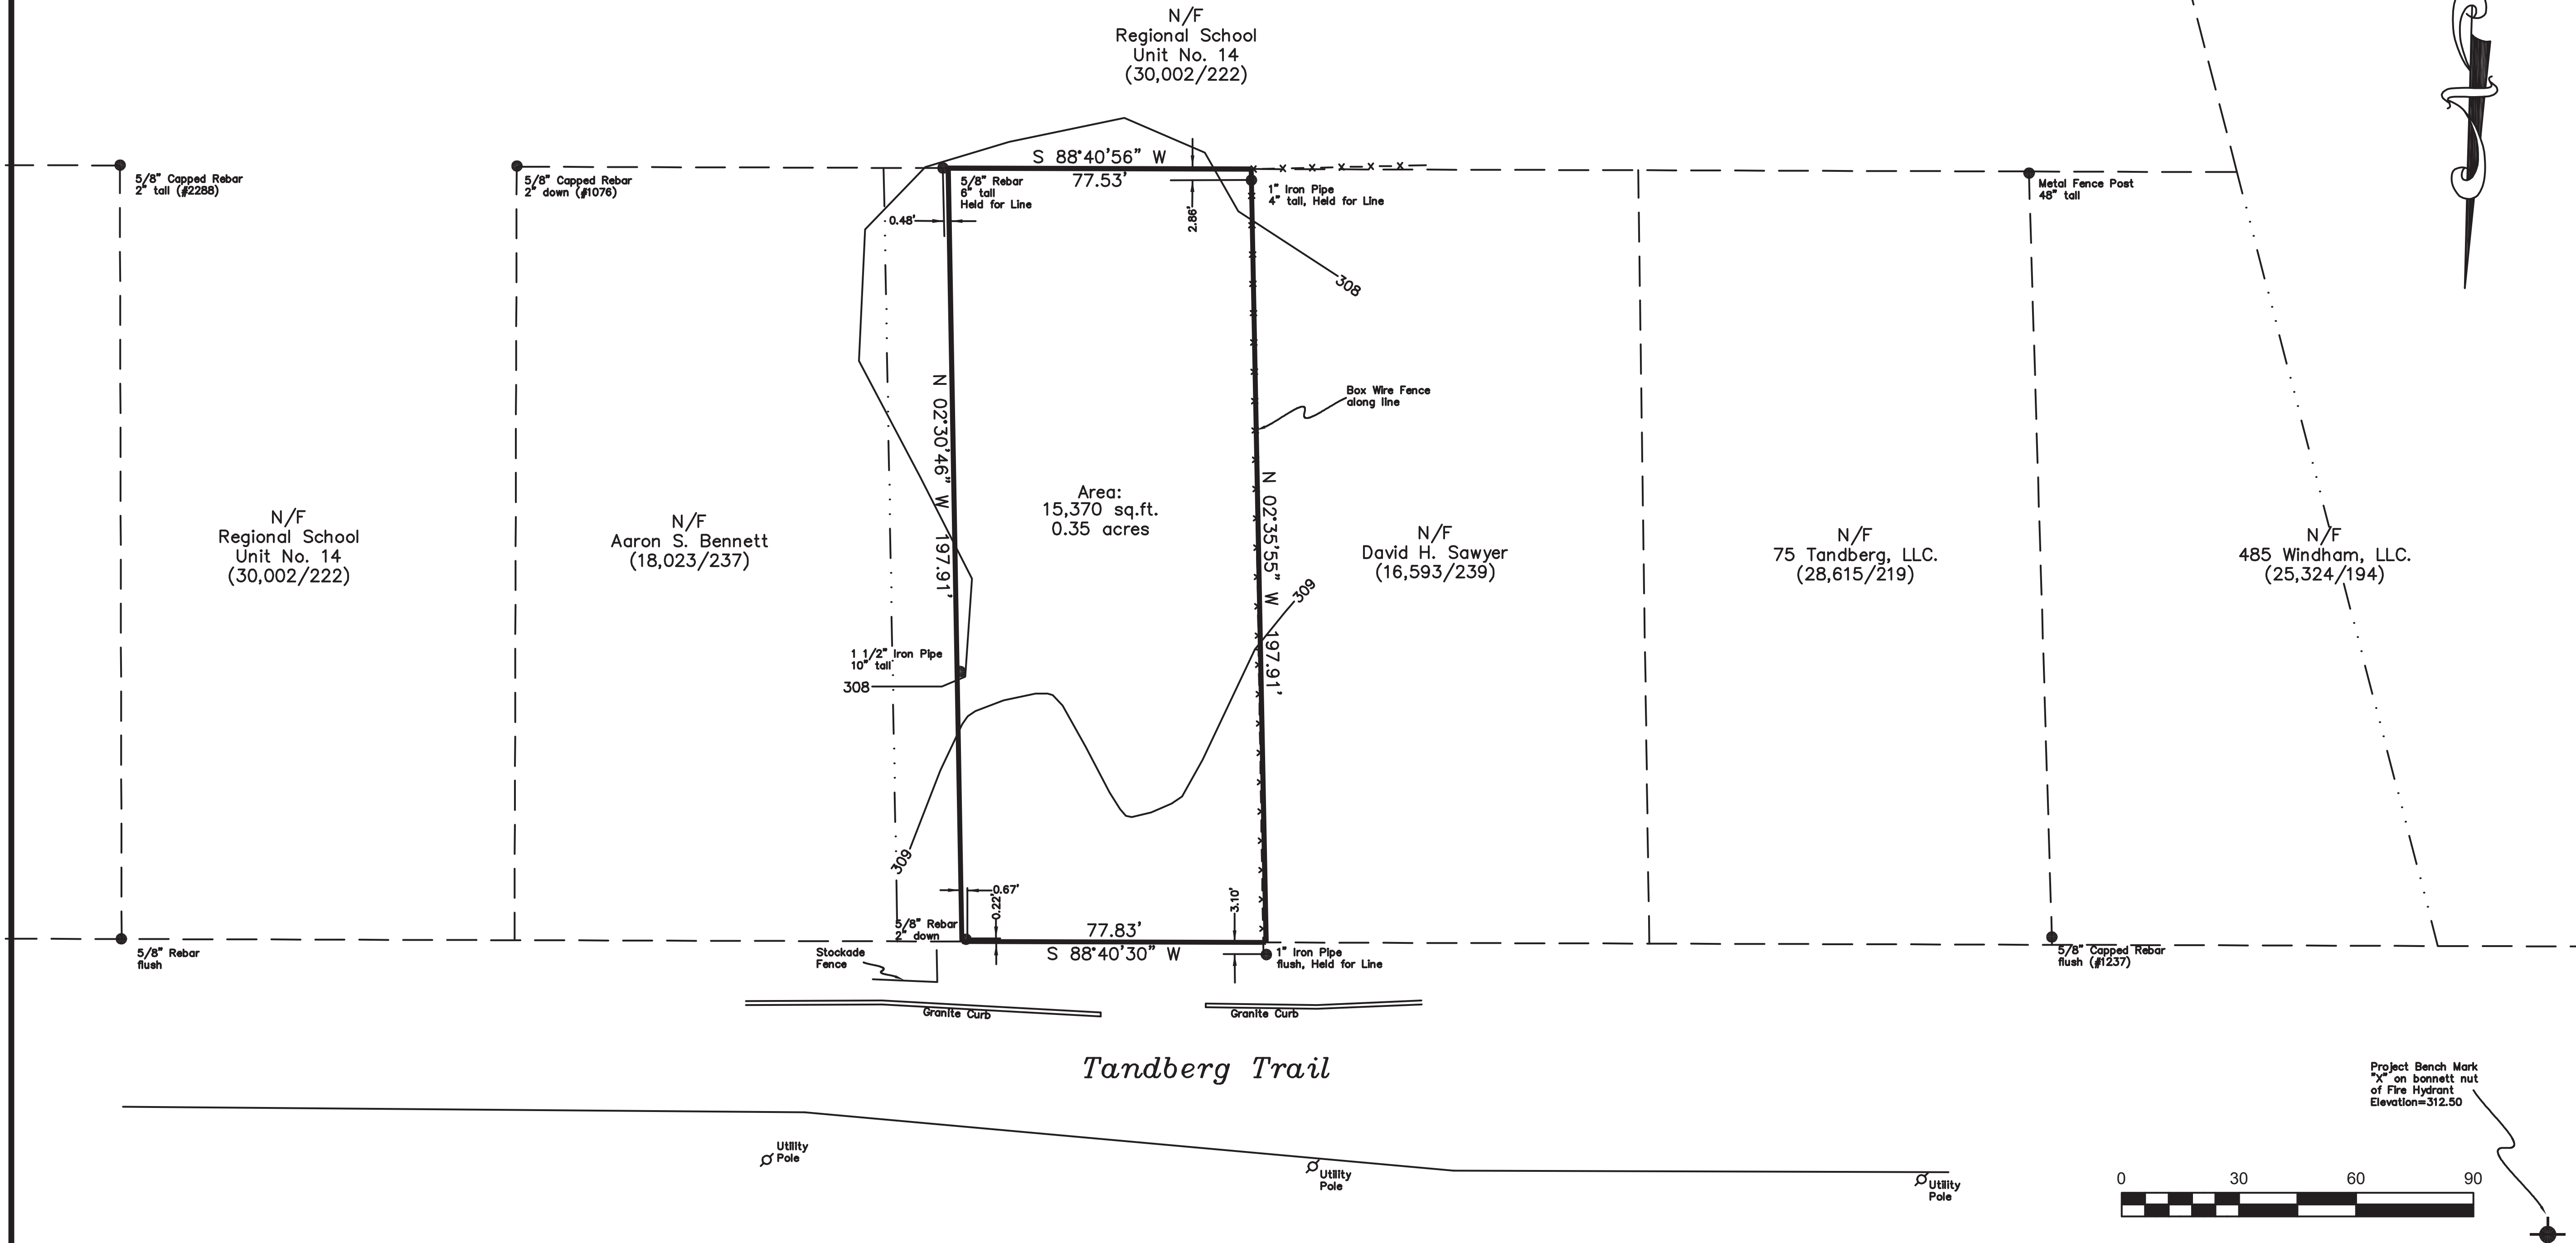 N/F
Regional School
Unit No. 14
(30,002/222)
S 88°40'56" W
77.53'
5/8" Capped Rebar
2" tall (#2288)
5/8" Capped Rebar
2" down (#1076)
5/8" Rebar
6" tall
Held for Line
0.48'
2.86'
1" Iron Pipe
4" tall, Held for Line
Metal Fence Post
48" tall
308
Box Wire Fence
along line
N 02°30'46" W 197.91'
N 02°35'55" W 197.91'
Area:
15,370 sq.ft.
0.35 acres
N/F
Regional School
Unit No. 14
(30,002/222)
N/F
Aaron S. Bennett
(18,023/237)
N/F
David H. Sawyer
(16,593/239)
N/F
75 Tandberg, LLC.
(28,615/219)
N/F
485 Windham, LLC.
(25,324/194)
309
1 1/2" Iron Pipe
10" tall
308
309
0.67'
0.22'
3.10'
5/8" Rebar
2" down
77.83'
S 88°40'30" W
5/8" Rebar
flush
Stockade
Fence
1" Iron Pipe
flush, Held for Line
5/8" Capped Rebar
flush (#1237)
Granite Curb
Granite Curb
Tandberg Trail
Project Bench Mark
"X" on bonnett nut
of Fire Hydrant
Elevation=312.50
Utility
Pole
Utility
Pole
Utility
Pole
0 30 60 90